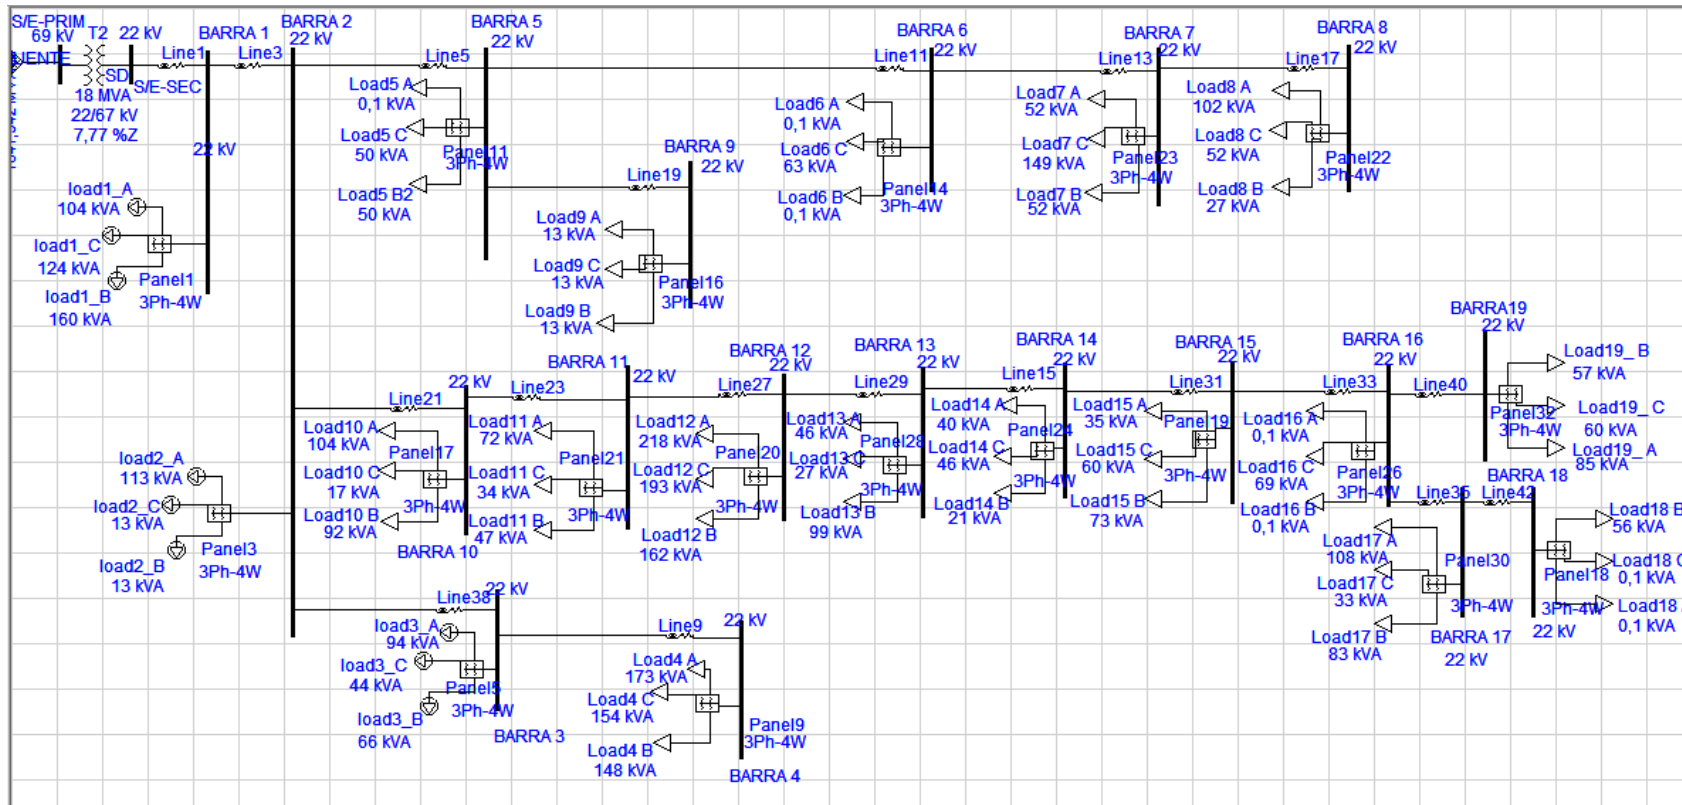 S/E-PRIM
69 kV
T2
22 kV
SD
S/E-SEC
18 MVA
22/67 kV
7,77 %Z
Line1
BARRA 1
22 kV
Line3
load1_A
104 kVA
load1_C
124 kVA
load1_B
160 kVA
Panel1
3Ph-4W
BARRA 2
22 kV
load2_A
113 kVA
load2_C
13 kVA
load2_B
13 kVA
Panel3
3Ph-4W
Line5
BARRA 5
22 kV
Load5 A
0,1 kVA
Load5 C
50 kVA
Load5 B2
50 kVA
Panel11
3Ph-4W
Line19
BARRA 9
22 kV
Load9 A
13 kVA
Load9 C
13 kVA
Load9 B
13 kVA
Panel16
3Ph-4W
Line11
BARRA 6
22 kV
Load6 A
0,1 kVA
Load6 C
63 kVA
Load6 B
0,1 kVA
Panel14
3Ph-4W
Line13
BARRA 7
22 kV
Load7 A
52 kVA
Load7 C
149 kVA
Load7 B
52 kVA
Panel23
3Ph-4W
Line17
BARRA 8
22 kV
Load8 A
102 kVA
Load8 C
52 kVA
Load8 B
27 kVA
Panel22
3Ph-4W
Line21
22 kV
Load10 A
104 kVA
Load10 C
17 kVA
Load10 B
92 kVA
Panel17
3Ph-4W
BARRA 10
Line23
BARRA 11
22 kV
Load11 A
72 kVA
Load11 C
34 kVA
Load11 B
47 kVA
Panel21
3Ph-4W
Line27
BARRA 12
22 kV
Load12 A
218 kVA
Load12 C
193 kVA
Load12 B
162 kVA
Panel20
3Ph-4W
Line29
BARRA 13
22 kV
Load13 A
46 kVA
Load13 C
27 kVA
Load13 B
99 kVA
Panel28
3Ph-4W
Line15
BARRA 14
22 kV
Load14 A
40 kVA
Load14 C
46 kVA
Load14 B
21 kVA
Panel24
3Ph-4W
Line31
BARRA 15
22 kV
Load15 A
35 kVA
Load15 C
60 kVA
Load15 B
73 kVA
Panel19
3Ph-4W
Line33
BARRA 16
22 kV
Load16 A
0,1 kVA
Load16 C
69 kVA
Load16 B
0,1 kVA
Panel26
3Ph-4W
Line40
BARRA19
22 kV
Load19_ B
57 kVA
Load19_ C
60 kVA
Load19_ A
85 kVA
Panel32
3Ph-4W
Line35
Load17 A
108 kVA
Load17 C
33 kVA
Load17 B
83 kVA
Panel30
3Ph-4W
BARRA 17
22 kV
Line42
BARRA 18
Load18 B
56 kVA
Load18 C
0,1 kVA
Load18
0,1 kVA
Panel18
3Ph-4W
22 kV
Line38
22 kV
load3_A
94 kVA
load3_C
44 kVA
load3_B
66 kVA
Panel5
3Ph-4W
BARRA 3
Line9
22 kV
Load4 A
173 kVA
Load4 C
154 kVA
Load4 B
148 kVA
Panel9
3Ph-4W
BARRA 4